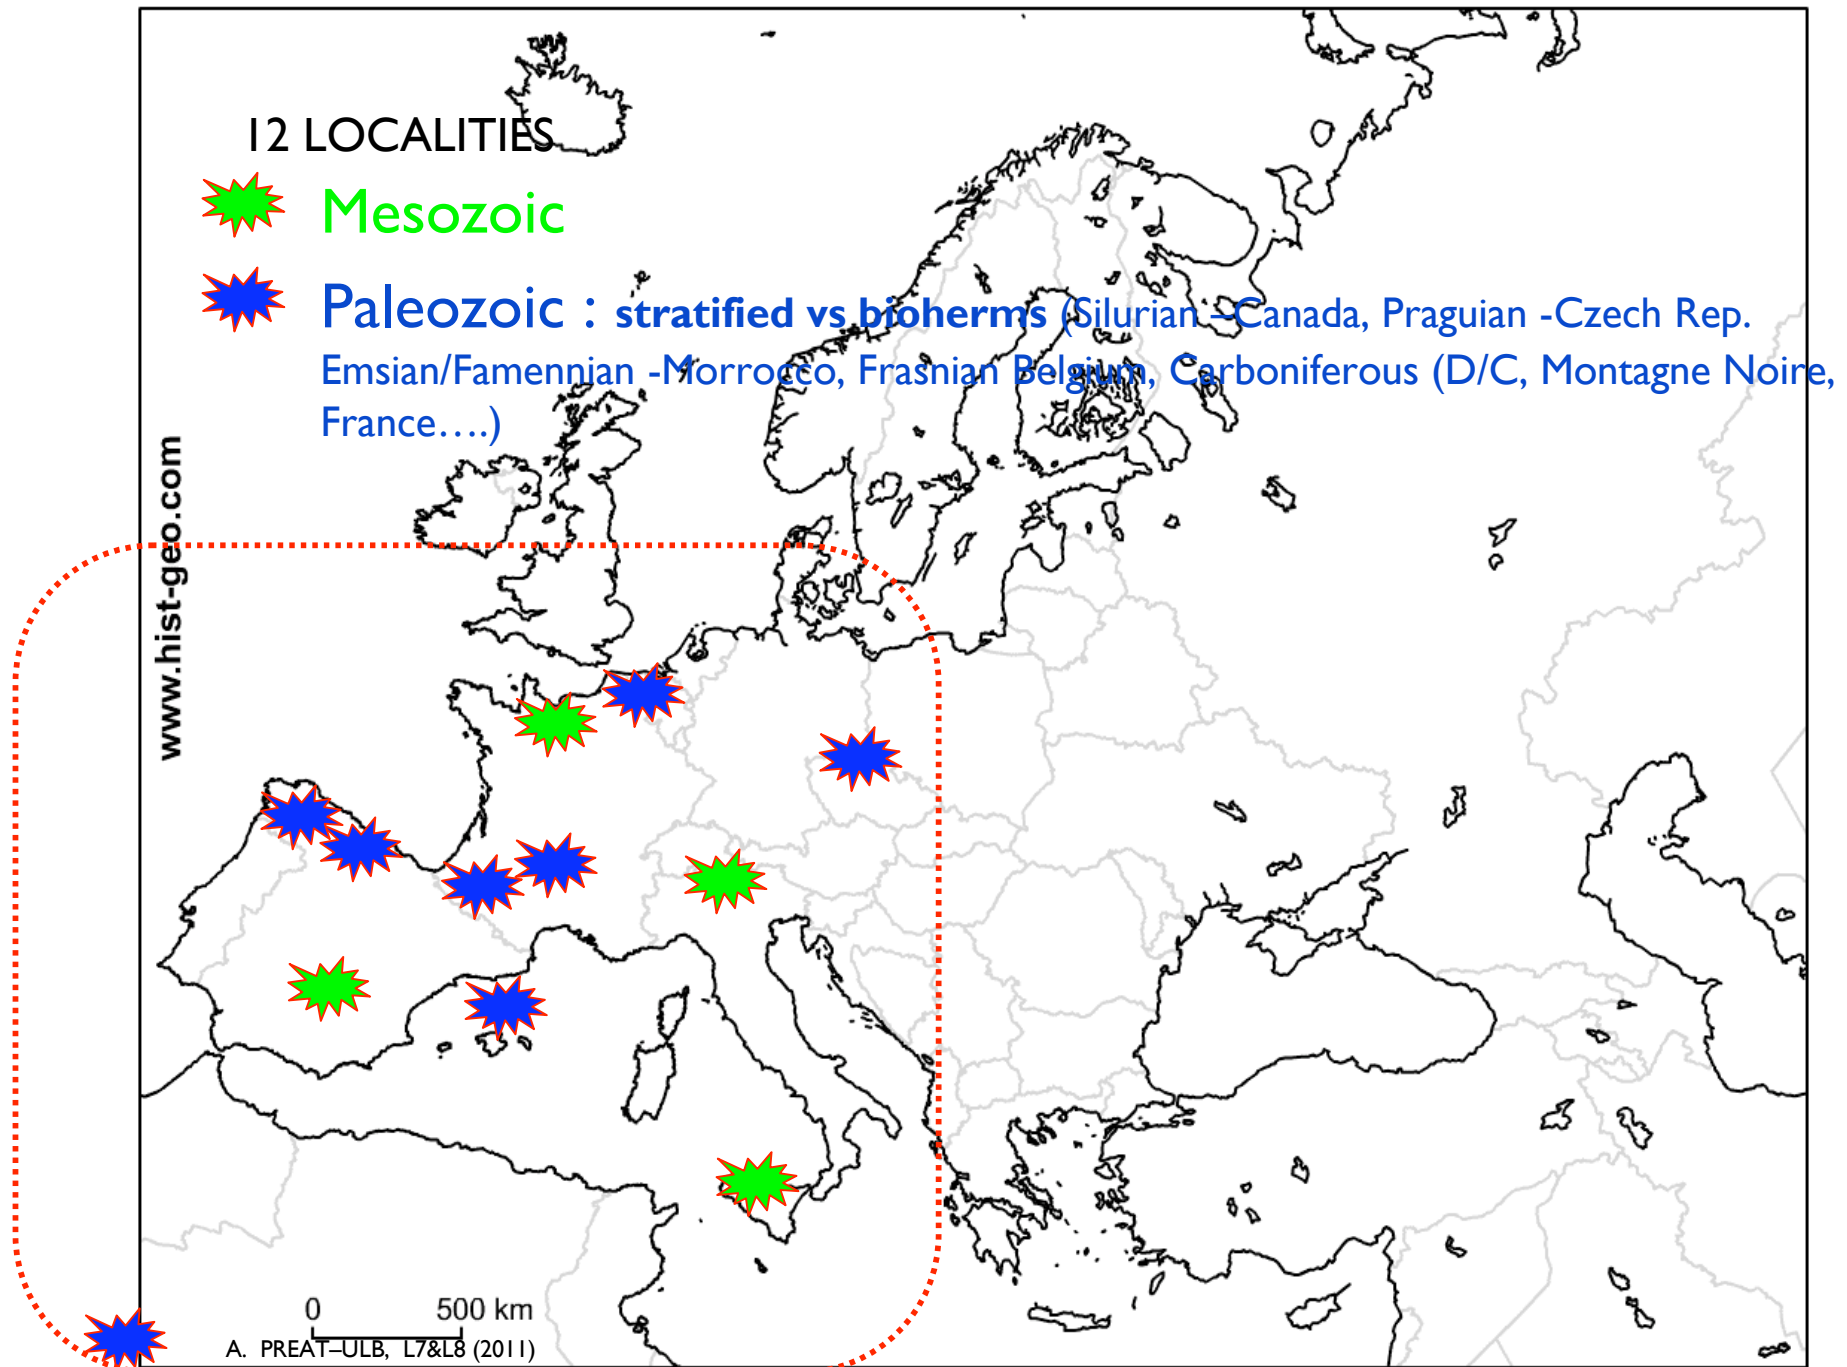 12 LOCALITIES
Mesozoic
Paleozoic : stratified vs bioherms (Silurian –Canada, Praguian -Czech Rep.
Emsian/Famennian -Morrocco, Frasnian Belgium, Carboniferous (D/C, Montagne Noire,
France….)
www.hist-geo.com
0 500 km
A. PREAT–ULB, L7&L8 (2011)